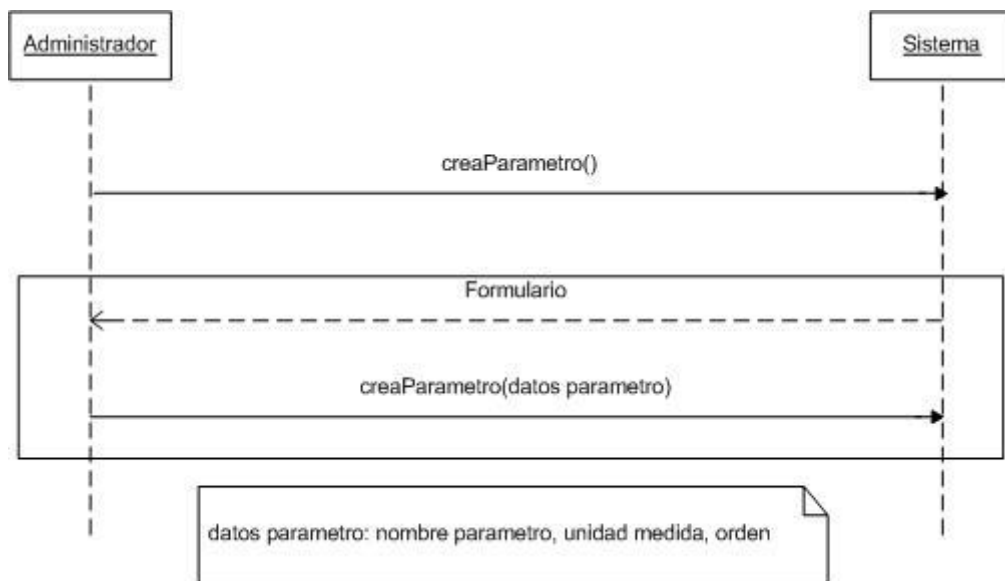 Administrador
Sistema
creaParametro()
Formulario
creaParametro(datos parametro)
datos parametro: nombre parametro, unidad medida, orden